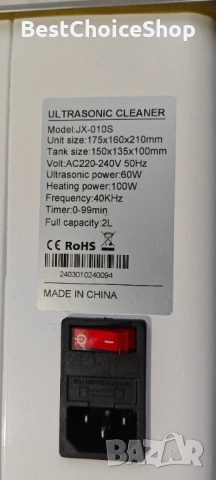 BestChoiceShop
ULTRASONIC CLEANER
Model:JX-010S
Unit size:175x160x210mm
Tank size:150x135x100mm
Volt:AC220-240V 50Hz
Ultrasonic power:60W
Heating power:100W
Frequency:40KHz
Timer:0-99min
Full capacity:2L
CE RoHS
2403010240094
MADE IN CHINA
BAZAR